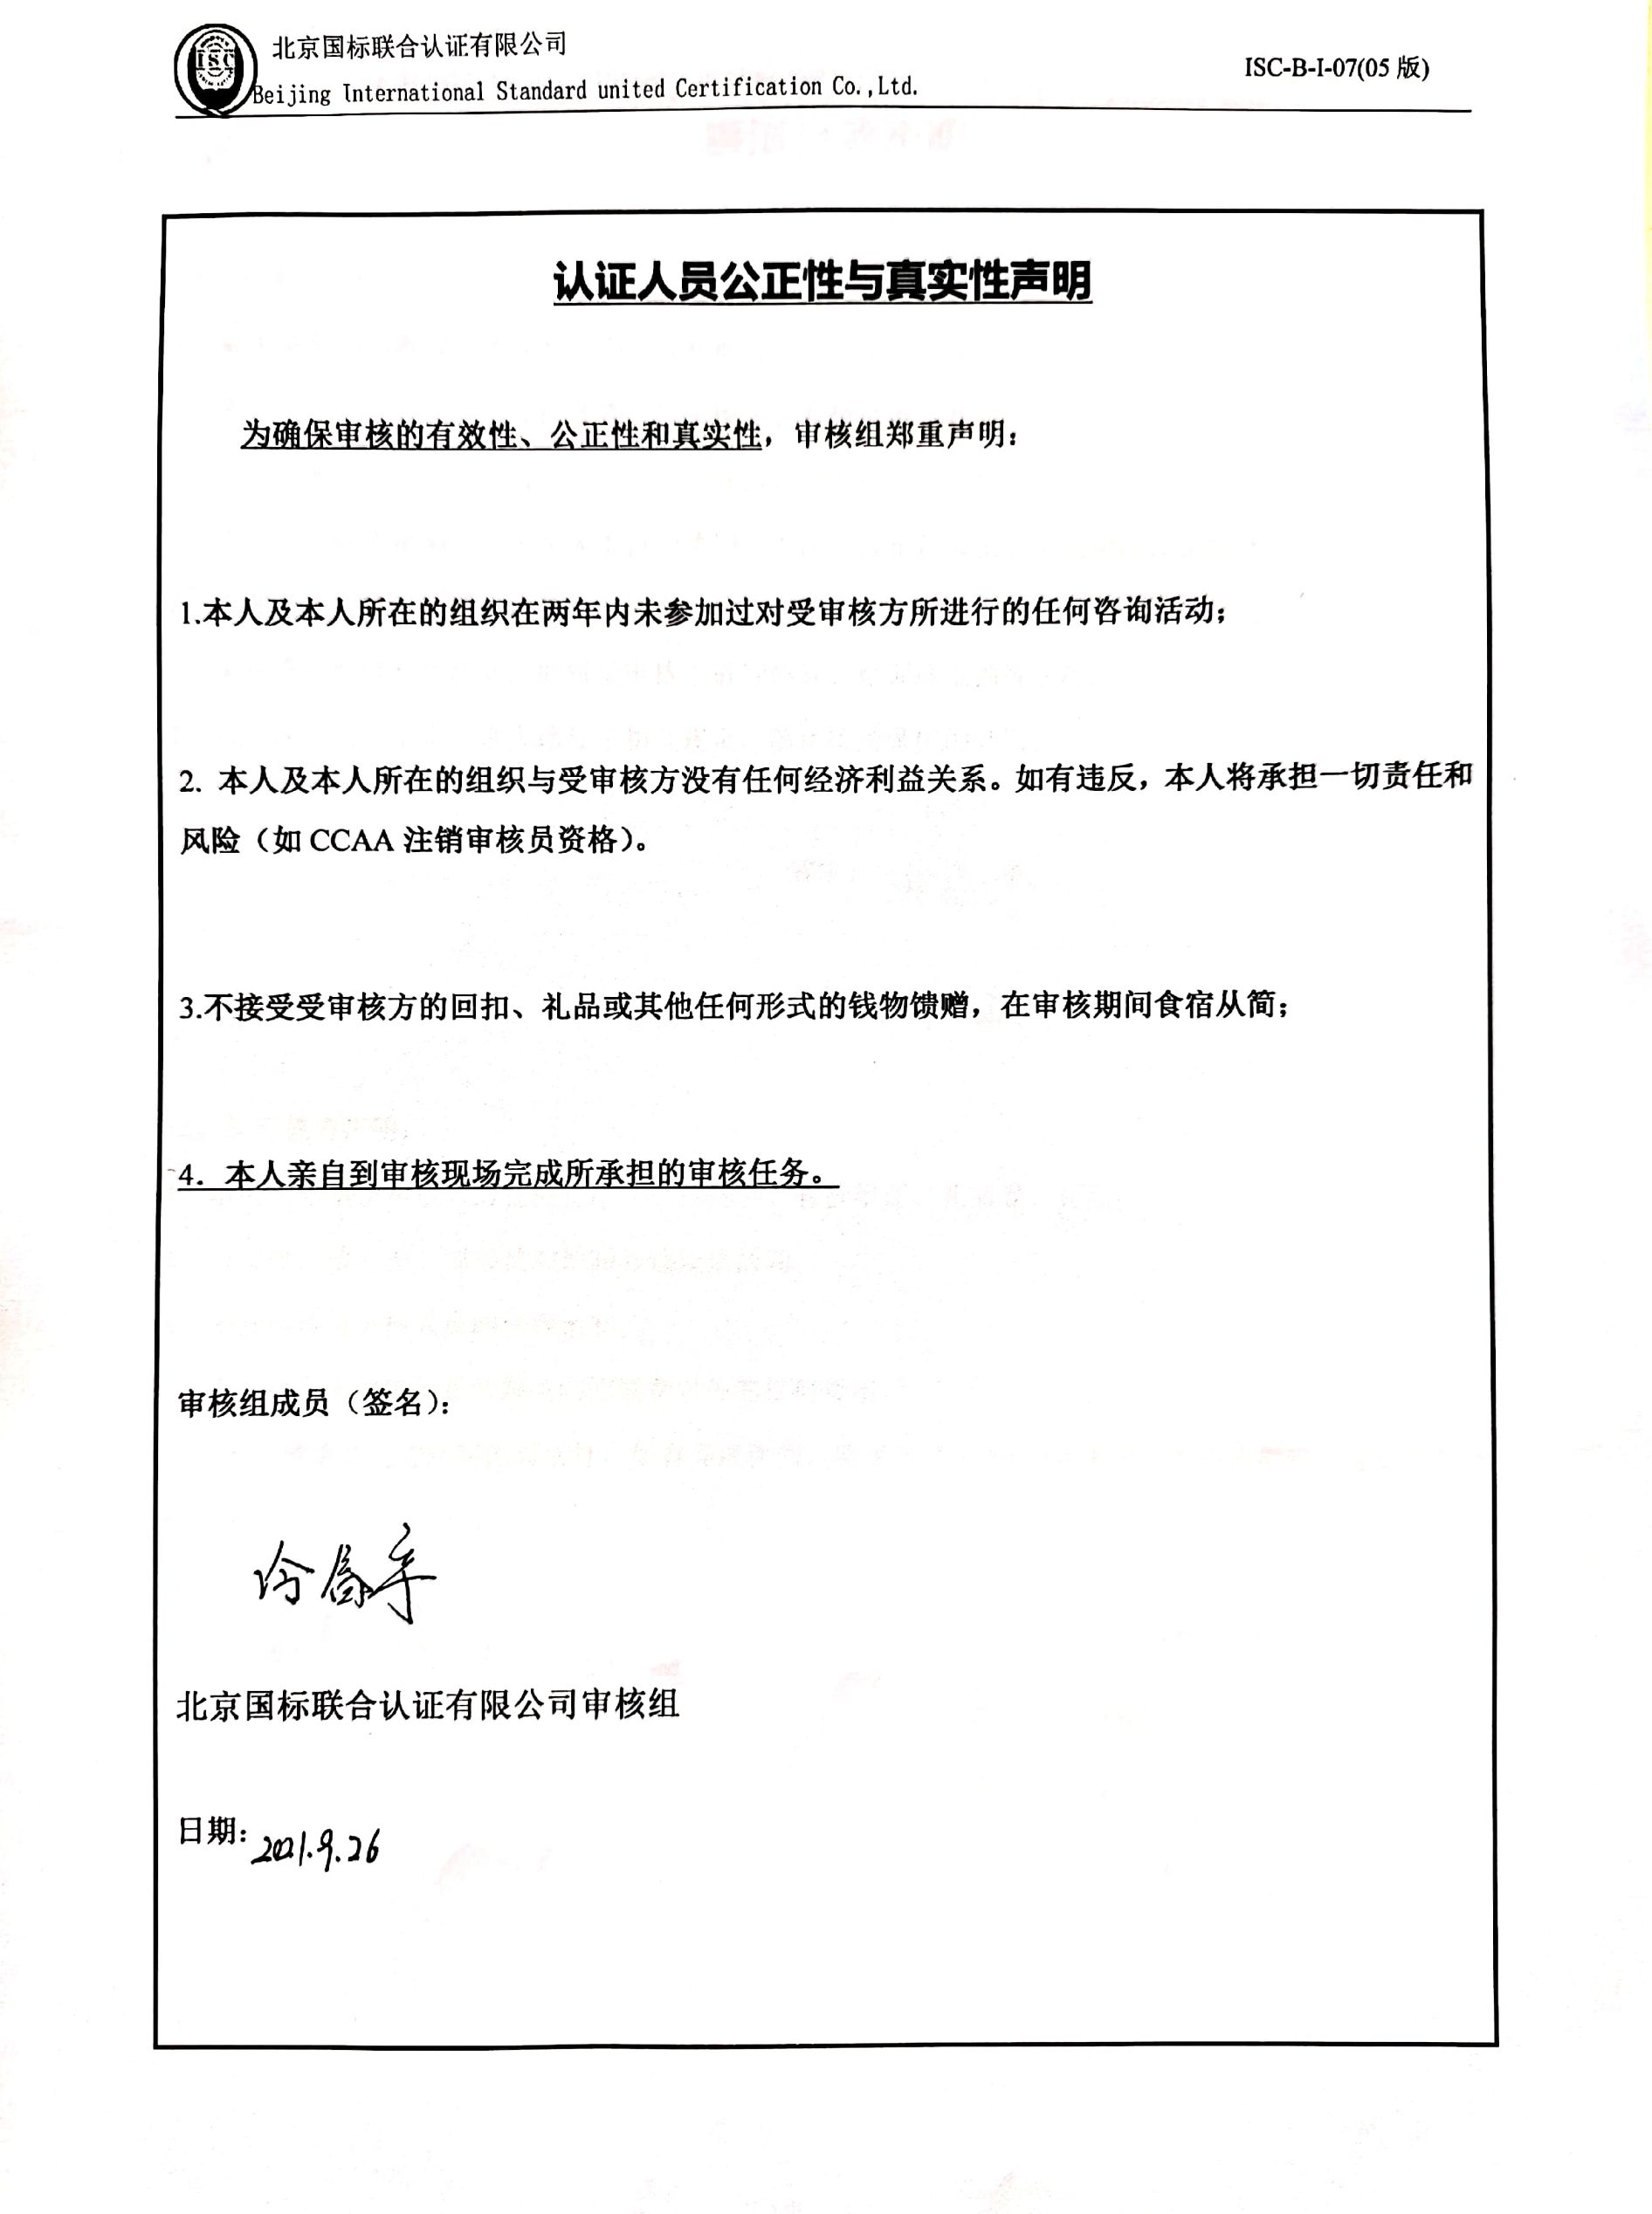 北京国标联合认证有限公司
ISC-B-I-07(05 版)
Beijing International Standard united Certification Co.,Ltd.
ISC
认证人员公正性与真实性声明
为确保审核的有效性、公正性和真实性，审核组郑重声明：
1.本人及本人所在的组织在两年内未参加过对受审核方所进行的任何咨询活动；
2. 本人及本人所在的组织与受审核方没有任何经济利益关系。如有违反，本人将承担一切责任和
风险（如 CCAA 注销审核员资格）。
3.不接受受审核方的回扣、礼品或其他任何形式的钱物馈赠，在审核期间食宿从简；
4. 本人亲自到审核现场完成所承担的审核任务。
审核组成员（签名）：
北京国标联合认证有限公司审核组
日期：2021.9.26